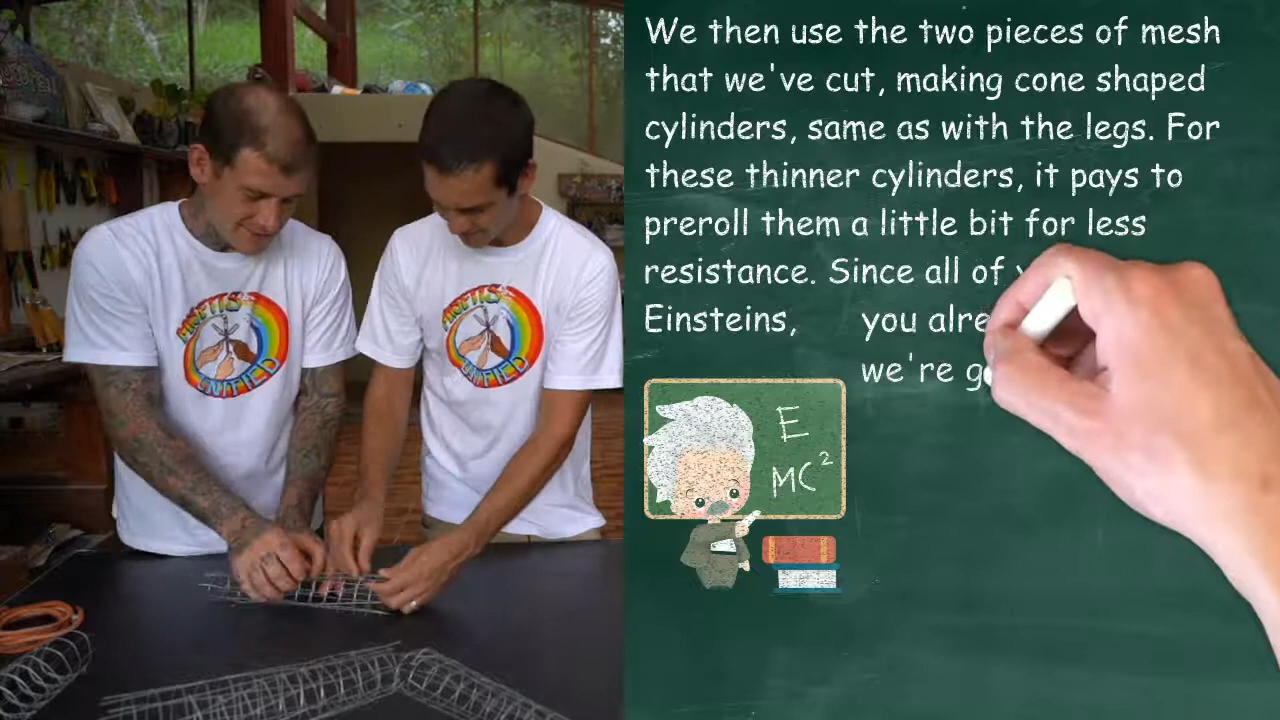 We then use the two pieces of mesh
that we've cut, making cone shaped
cylinders, same as with the legs. For
these thinner cylinders, it pays to
preroll them a little bit for less
resistance. Since all of
Einsteins, you alre
we're g
E
MC²
UNIFIED
UNIFIED